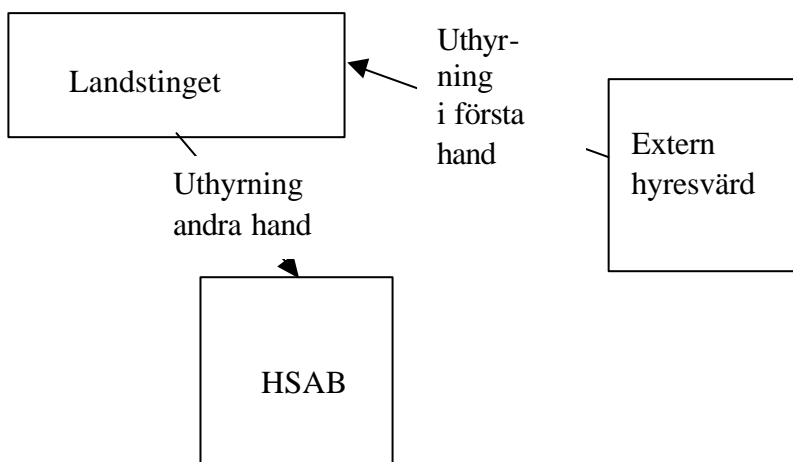 Landstinget
Uthyr-
ning
i första
hand
Extern
hyresvärd
Uthyrning
andra hand
HSAB